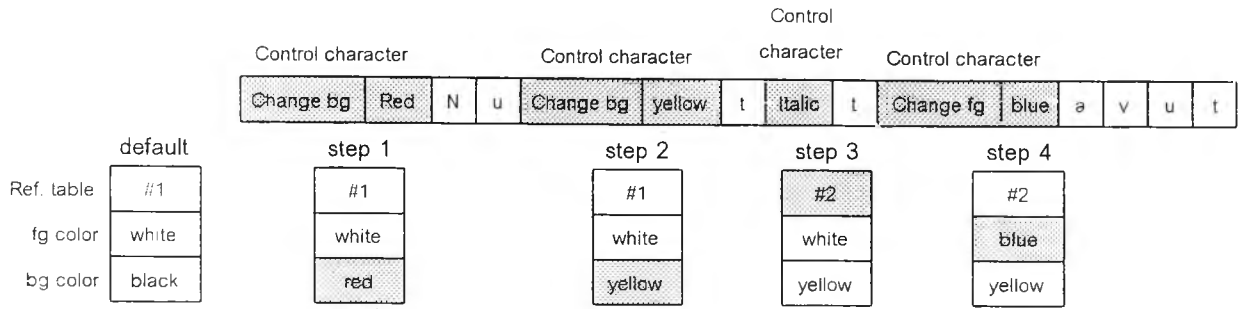 Control
Control character Control character character Control character
Change bg Red N u Change bg yellow t Italic t Change fg blue ə v u t
default step 1 step 2 step 3 step 4
Ref. table #1 #1 #1 #2 #2
fg color white white white white blue
bg color black red yellow yellow yellow